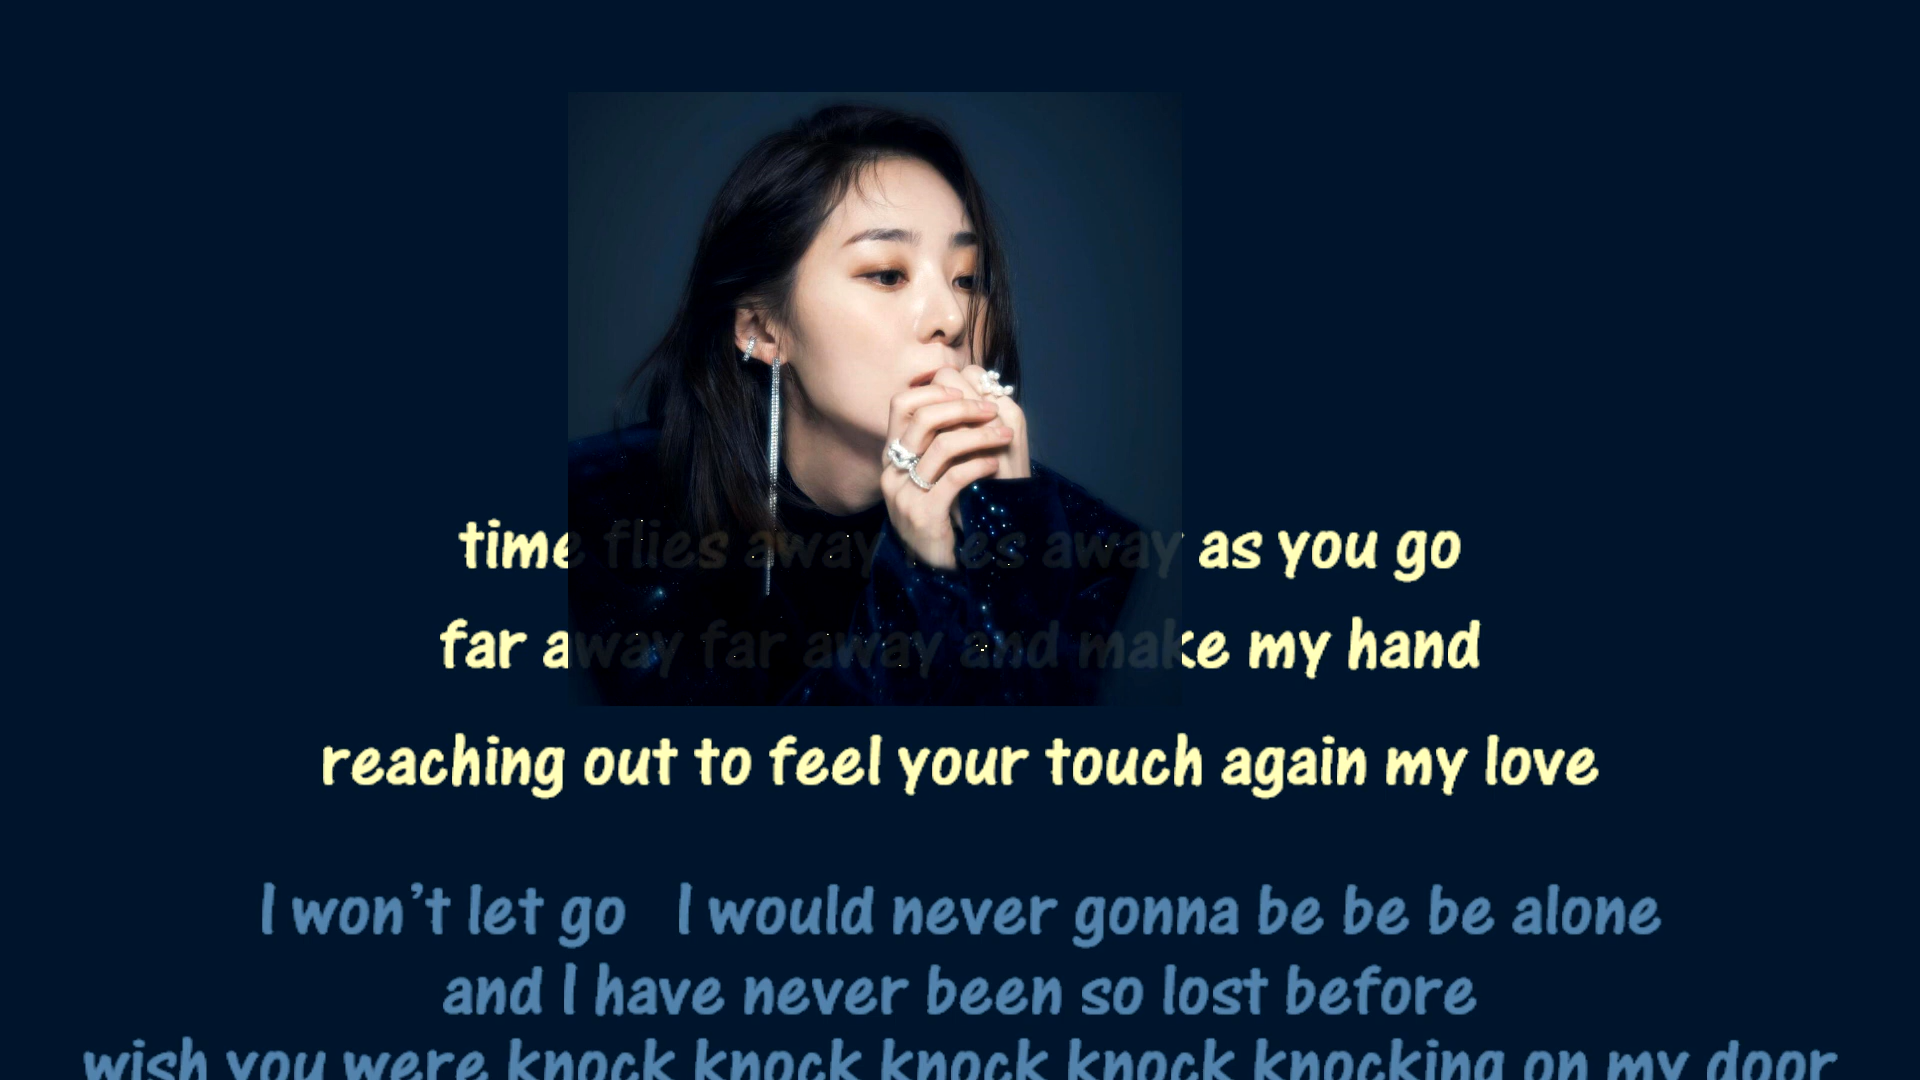 time flies away flies away as you go
far away far away and make my hand
reaching out to feel your touch again my love
I won't let go I would never gonna be be be alone
and I have never been so lost before
wish you were knock knock knock knock knocking on my door